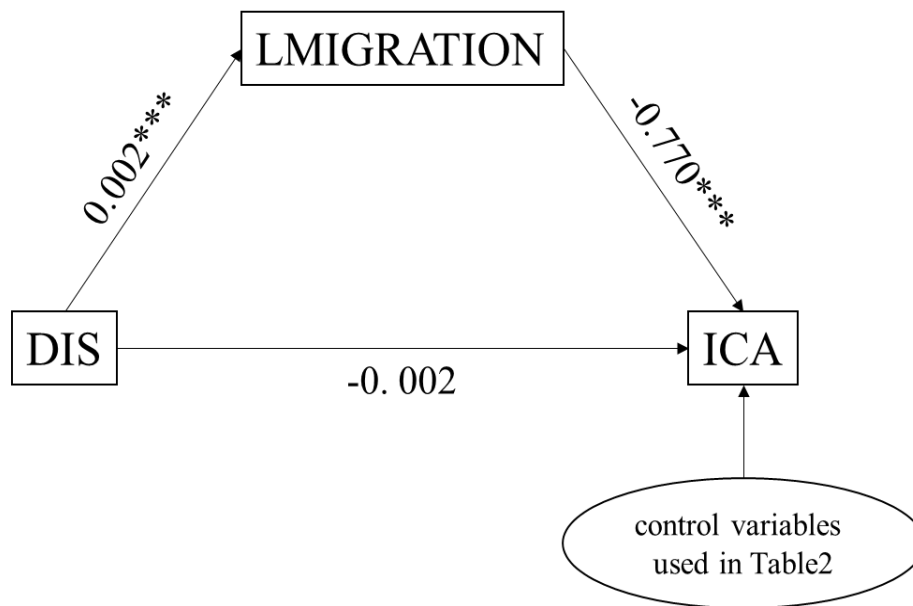 LMIGRATION
0.002***
-0.770***
DIS
ICA
-0. 002
control variables
used in Table2